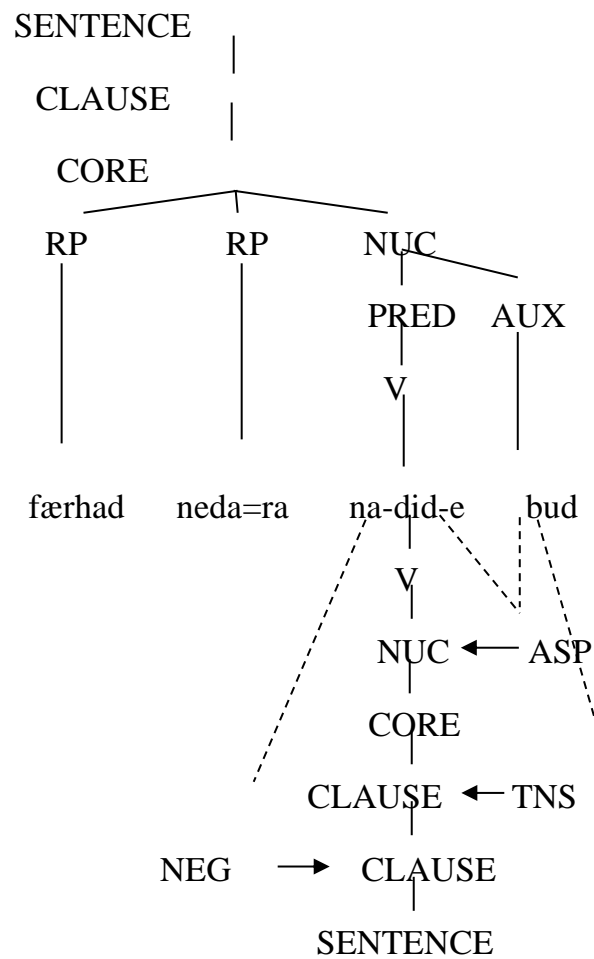 SENTENCE
CLAUSE
CORE
RP RP NUC
PRED AUX
V
færhad neda=ra na-did-e bud
V
NUC ASP
CORE
CLAUSE TNS
NEG CLAUSE
SENTENCE